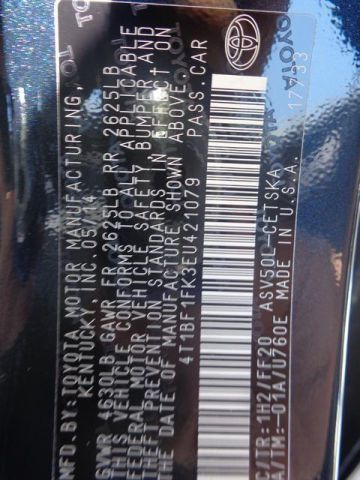 MFD.BY:TOYOTA MOTOR MANUFACTURING,
KENTUCKY, INC. 05/14
GVWR 4630LB GAWR FR 2625LB RR 2625LB
THIS VEHICLE CONFORMS TO ALL APPLICABLE
FEDERAL MOTOR VEHICLE SAFETY, BUMPER, AND
THEFT PREVENTION STANDARDS IN EFFECT ON
THE DATE OF MANUFACTURE SHOWN ABOVE.
4T1BF1FK3EU421079 PASS.CAR
C/TR:1H2/FF20 ASV50L-CETSKA
A/TM:-01A/U760E MADE IN U.S.A.
TOYOTA